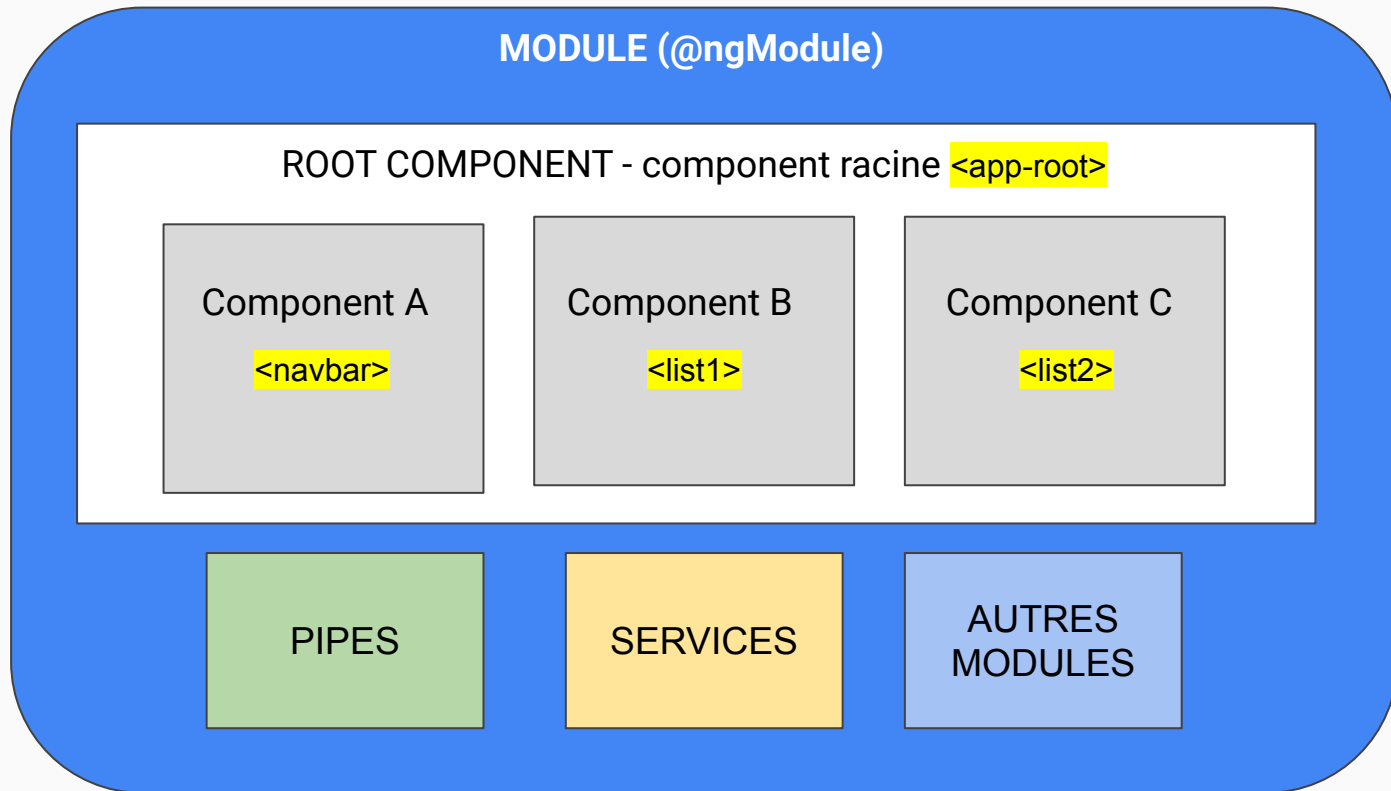 MODULE (@ngModule)
ROOT COMPONENT - component racine <app-root>
Component A
<navbar>
Component B
<list1>
Component C
<list2>
PIPES
SERVICES
AUTRES
MODULES